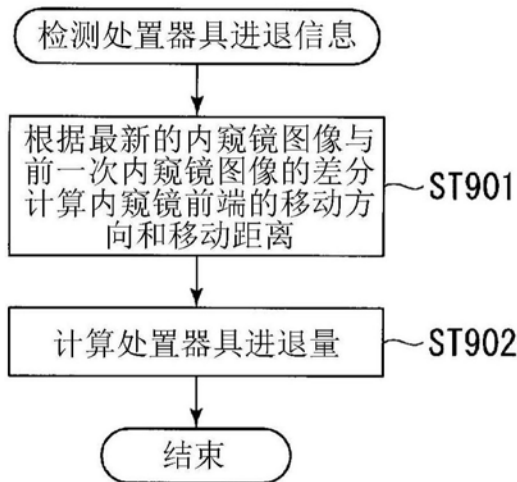 检测处置器具进退信息
根据最新的内窥镜图像与
前一次内窥镜图像的差分
计算内窥镜前端的移动方
向和移动距离
ST901
计算处置器具进退量
ST902
结束